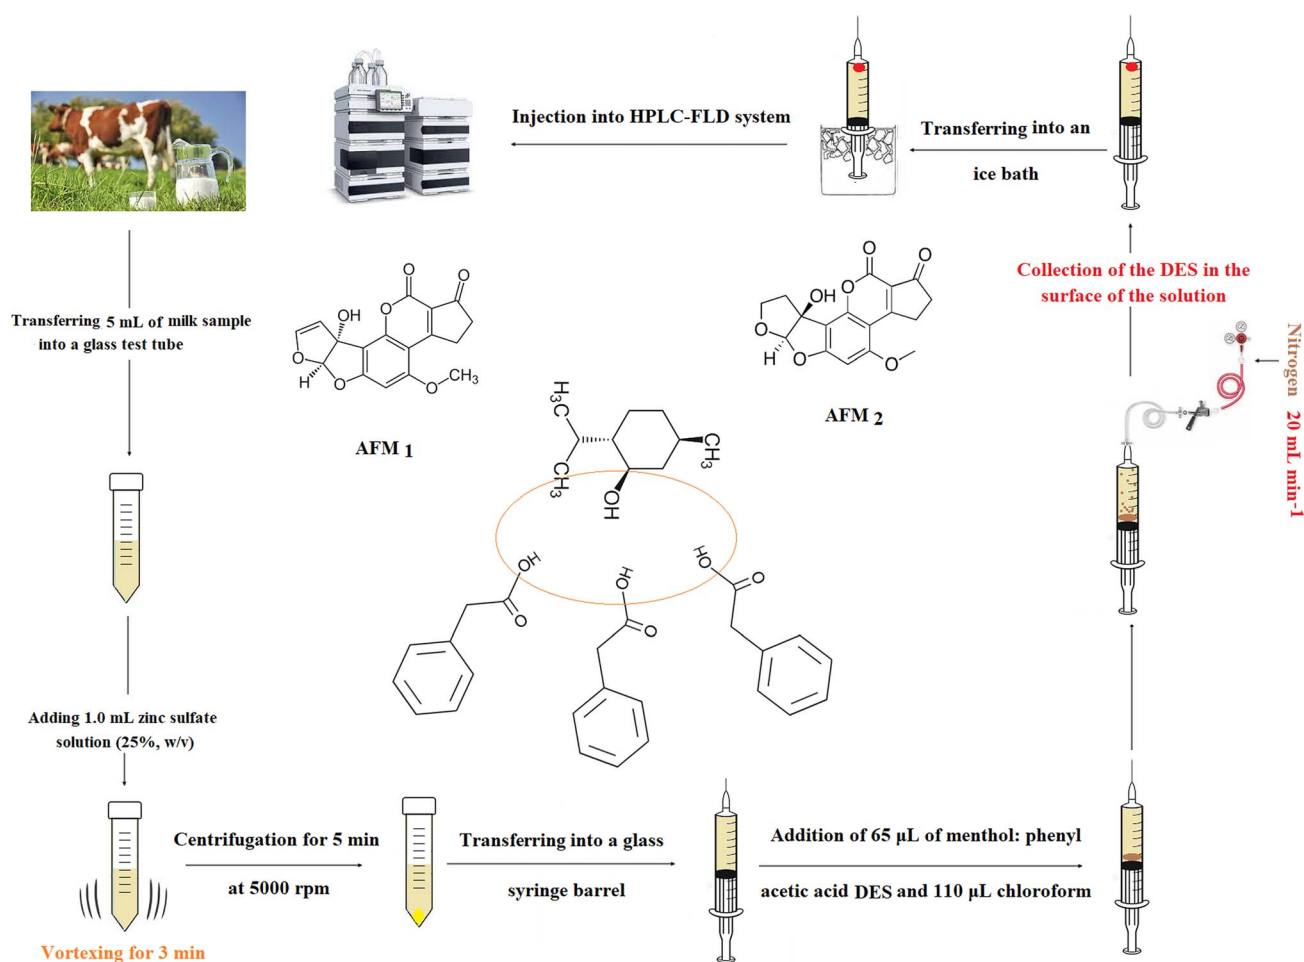 Transferring 5 mL of milk sample
into a glass test tube
Adding 1.0 mL zinc sulfate
solution (25%, w/v)
Vortexing for 3 min
Centrifugation for 5 min
at 5000 rpm
Transferring into a glass
syringe barrel
Addition of 65 µL of menthol: phenyl
acetic acid DES and 110 µL chloroform
Nitrogen 20 mL min-1
Collection of the DES in the
surface of the solution
Transferring into an
ice bath
Injection into HPLC-FLD system
O
O
O
OH
O
H
O
O
CH3
AFM 1
O
O
O
OH
O
H
O
O
AFM 2
H3C
CH3
CH3
OH
OH
O
HO
O
HO
O